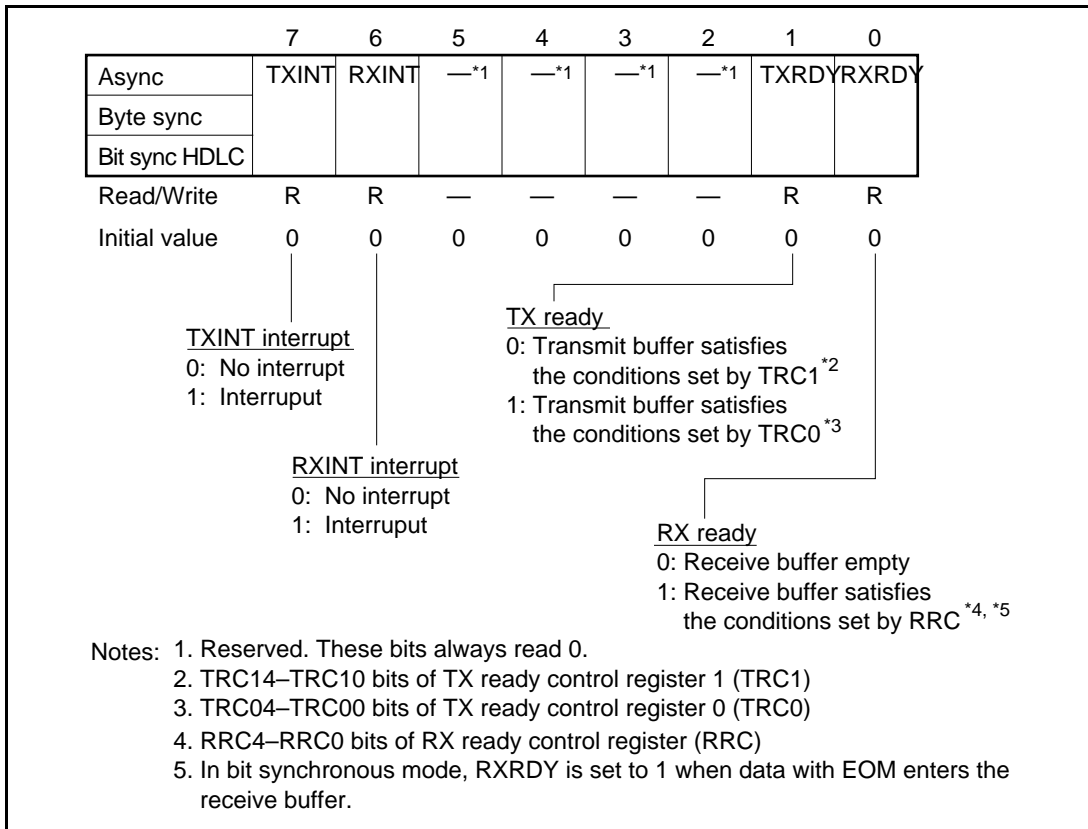 7 6 5 4 3 2 1 0
Async TXINT RXINT —*1 —*1 —*1 —*1 TXRDY RXRDY
Byte sync
Bit sync HDLC
Read/Write R R — — — — R R
Initial value 0 0 0 0 0 0 0 0
TXINT interrupt
0: No interrupt
1: Interruput
RXINT interrupt
0: No interrupt
1: Interruput
TX ready
0: Transmit buffer satisfies
the conditions set by TRC1*2
1: Transmit buffer satisfies
the conditions set by TRC0*3
RX ready
0: Receive buffer empty
1: Receive buffer satisfies
the conditions set by RRC*4, *5
Notes: 1. Reserved. These bits always read 0.
2. TRC14–TRC10 bits of TX ready control register 1 (TRC1)
3. TRC04–TRC00 bits of TX ready control register 0 (TRC0)
4. RRC4–RRC0 bits of RX ready control register (RRC)
5. In bit synchronous mode, RXRDY is set to 1 when data with EOM enters the
receive buffer.